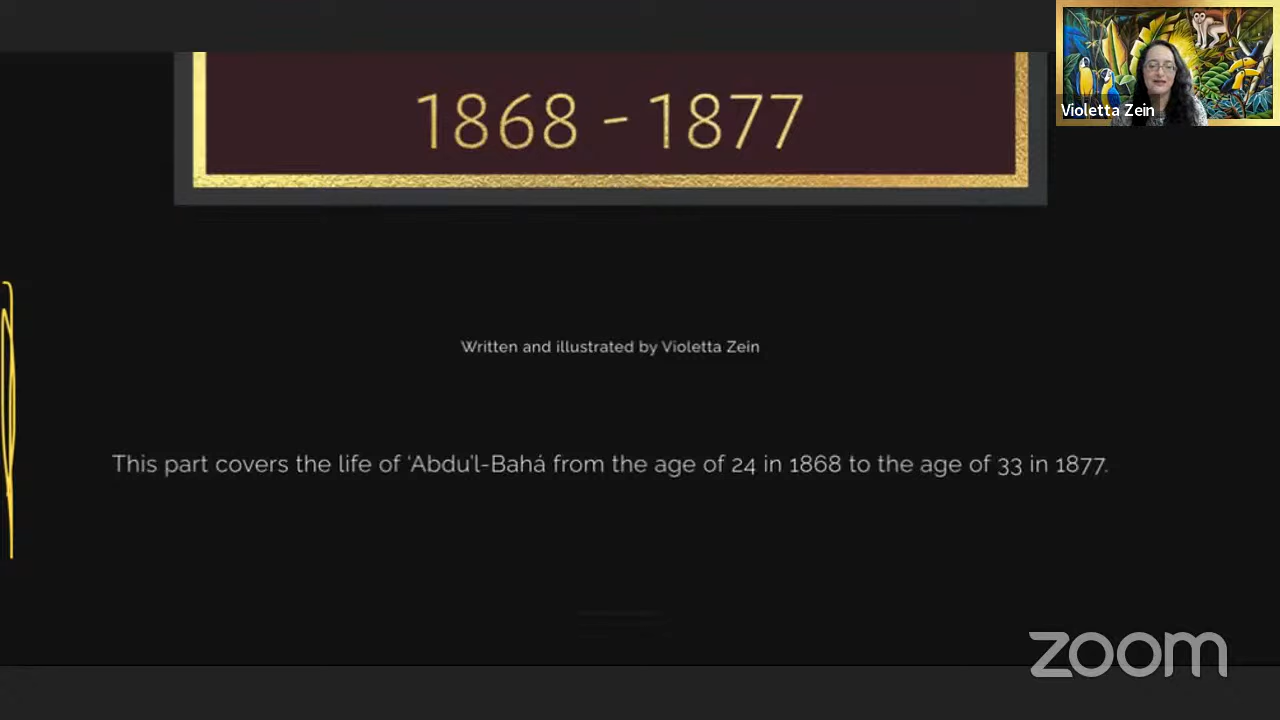 1868 - 1877
Violetta Zein
Written and illustrated by Violetta Zein
This part covers the life of ‘Abdu’l-Bahá from the age of 24 in 1868 to the age of 33 in 1877.
zoom